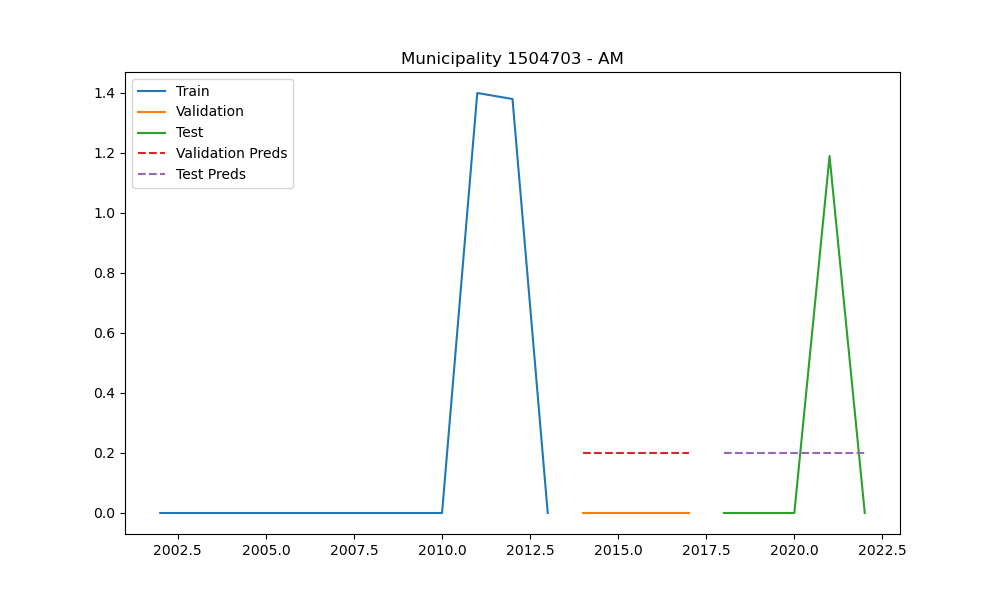 Municipality 1504703 - AM
Train
Validation
Test
Validation Preds
Test Preds
1.4
1.2
1.0
0.8
0.6
0.4
0.2
0.0
2002.5 2005.0 2007.5 2010.0 2012.5 2015.0 2017.5 2020.0 2022.5